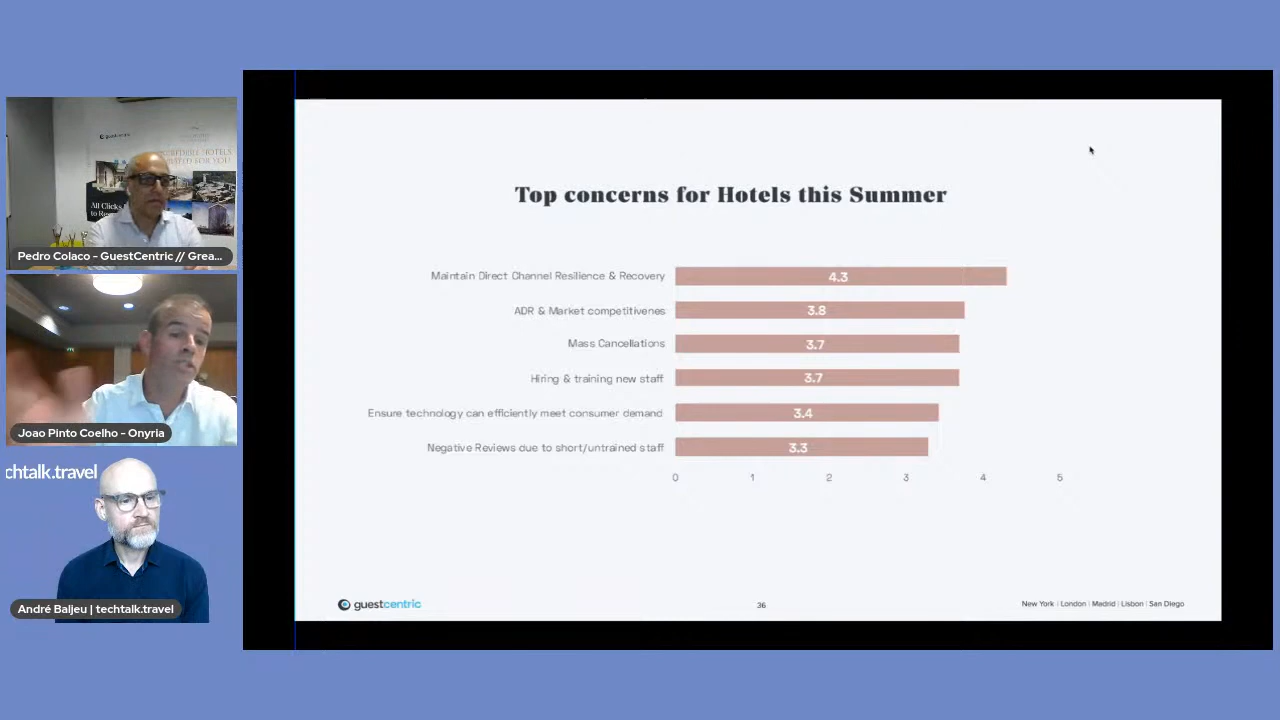 guestcentric
All Clicks
Pedro Colaco - GuestCentric // Grea...
Joao Pinto Coelho - Onyria
chtalk.travel
André Baljeu | techtalk.travel
Top concerns for Hotels this Summer
Maintain Direct Channel Resilience & Recovery 4.3
ADR & Market competitivenes 3.8
Mass Cancellations 3.7
Hiring & training new staff 3.7
Ensure technology can efficiently meet consumer demand 3.4
Negative Reviews due to short/untrained staff 3.3
0 1 2 3 4 5
guestcentric 36 New York | London | Madrid | Lisbon | San Diego